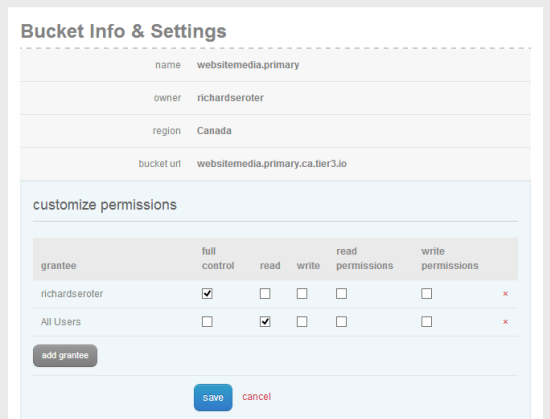 Bucket Info & Settings
name websitemedia.primary
owner richardseroter
region Canada
bucket url websitemedia.primary.ca.tier3.io
customize permissions
grantee full control read write read permissions write permissions
richardseroter ×
All Users ×
add grantee
save cancel